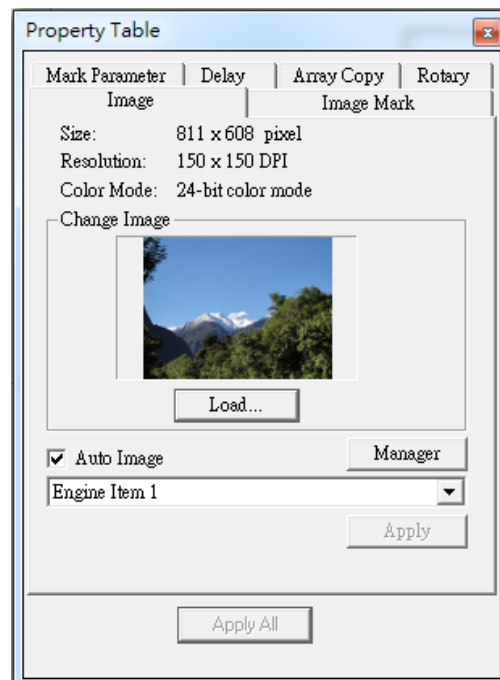 Property Table
Mark Parameter Delay Array Copy Rotary
Image Image Mark
Size: 811 x 608 pixel
Resolution: 150 x 150 DPI
Color Mode: 24-bit color mode
Change Image
Load...
Auto Image Manager
Engine Item 1
Apply
Apply All